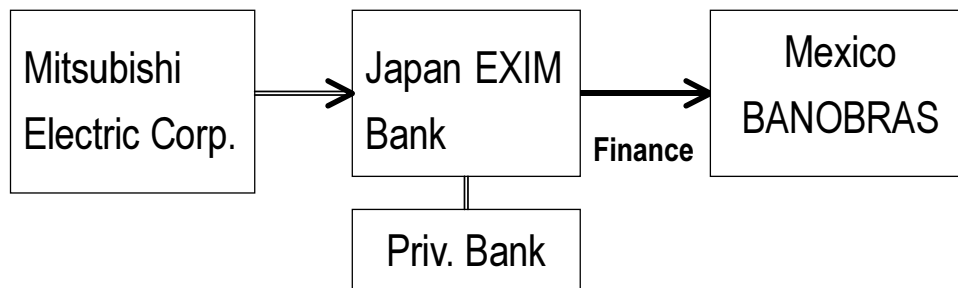 Mitsubishi
Electric Corp.
Japan EXIM
Bank
Finance
Mexico
BANOBRAS
Priv. Bank